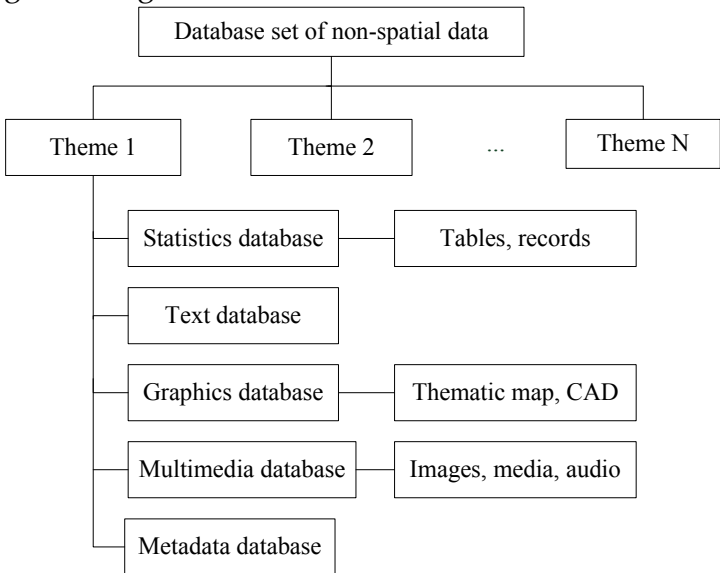 Database set of non-spatial data
Theme 1
Theme 2
...
Theme N
Statistics database
Tables, records
Text database
Graphics database
Thematic map, CAD
Multimedia database
Images, media, audio
Metadata database